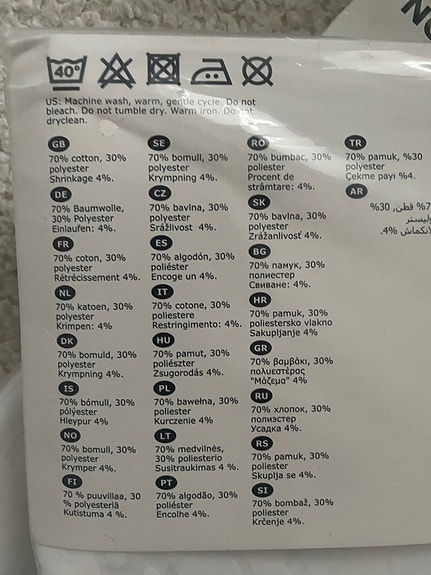 NO
40°
US: Machine wash, warm, gentle cycle. Do not
bleach. Do not tumble dry. Warm iron. Do not
dryclean.
GB
70% cotton, 30%
polyester
Shrinkage 4%.
DE
70% Baumwolle,
30% Polyester
Einlaufen: 4%.
FR
70% coton, 30%
polyester
Rétrécissement 4%.
NL
70% katoen, 30%
polyester
Krimpen: 4%
DK
70% bomuld, 30%
polyester
Krympning 4%.
IS
70% bómull, 30%
pólýester
Hleypur 4%
NO
70% bomull, 30%
polyester
Krymper 4%.
FI
70 % puuvillaa, 30
% polyesteriä
Kutistuma 4 %.
SE
70% bomull, 30%
polyester
Krympning 4%.
CZ
70% bavlna, 30%
polyester
Srážlivost 4%.
ES
70% algodón, 30%
poliéster
Encoge un 4%.
IT
70% cotone, 30%
poliestere
Restringimento: 4%.
HU
70% pamut, 30%
poliészter
Zsugorodás 4%.
PL
70% bawełna, 30%
poliester
Kurczenie 4%
LT
70% medvilnės,
30% poliesterio
Susitraukimas 4 %.
PT
70% algodão, 30%
poliéster
Encolhe 4%.
RO
70% bumbac, 30%
poliester
Procent de
strâmtare: 4%.
SK
70% bavlna, 30%
polyester
Zrážanlivosť 4%.
BG
70% памук, 30%
полиестер
Свиване: 4%.
HR
70% pamuk, 30%
poliestersko vlakno
Sakupljanje 4%
GR
70% βαμβάκι, 30%
πολυεστέρας
"Μάζεμα" 4%
RU
70% хлопок, 30%
полиэстер
Усадка 4%.
RS
70% pamuk, 30%
poliester
Skuplja se 4%.
SI
70% bombaž, 30%
poliester
Krčenje 4%.
TR
70% pamuk, %30
polyester
Çekme payı %4.
AR
7% قطن, 30%
وليستر
لانكماش 4%.